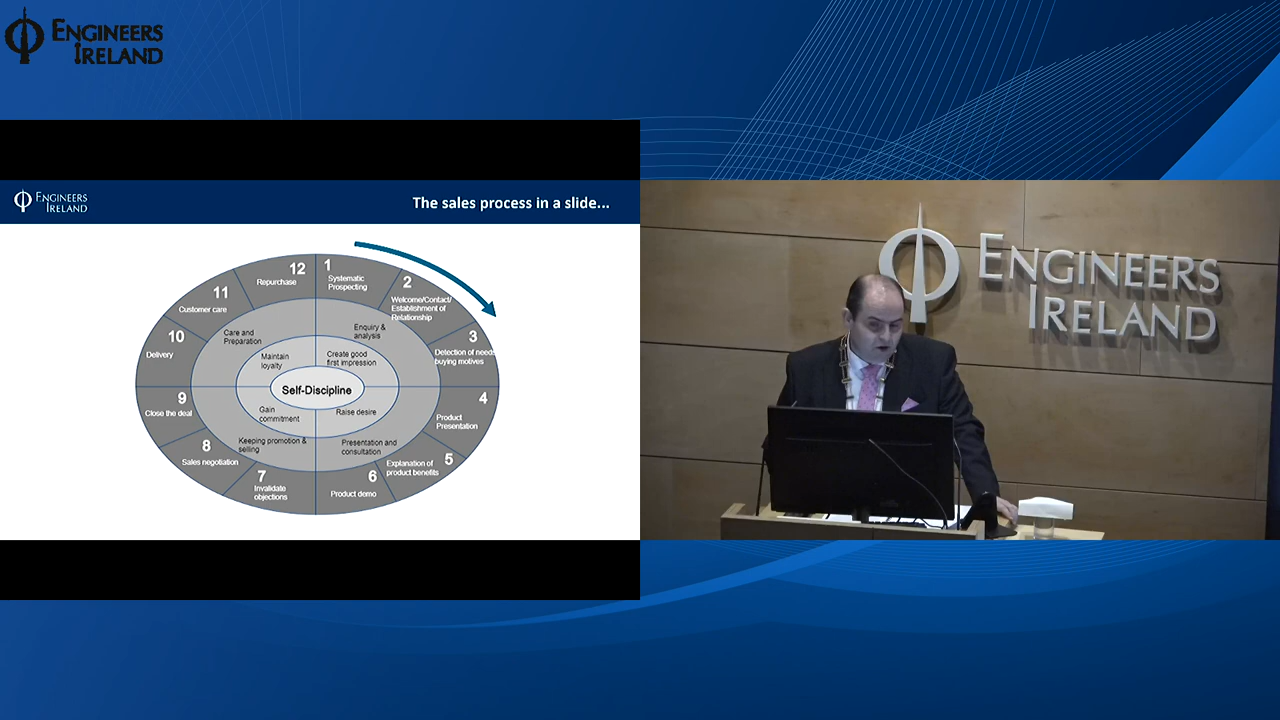 ENGINEERS
IRELAND
ENGINEERS
IRELAND
The sales process in a slide...
1
Systematic
Prospecting
2
Welcome/Contact/
Establishment of
Relationship
3
Detection of needs
buying motives
4
Product
Presentation
5
Explanation of
product benefits
6
Product demo
7
Invalidate
objections
8
Sales negotiation
9
Close the deal
10
Delivery
11
Customer care
12
Repurchase
Enquiry &
analysis
Presentation and
consultation
Keeping promotion &
selling
Care and
Preparation
Create good
first impression
Raise desire
Gain
commitment
Maintain
loyalty
Self-Discipline
ENGINEERS
IRELAND